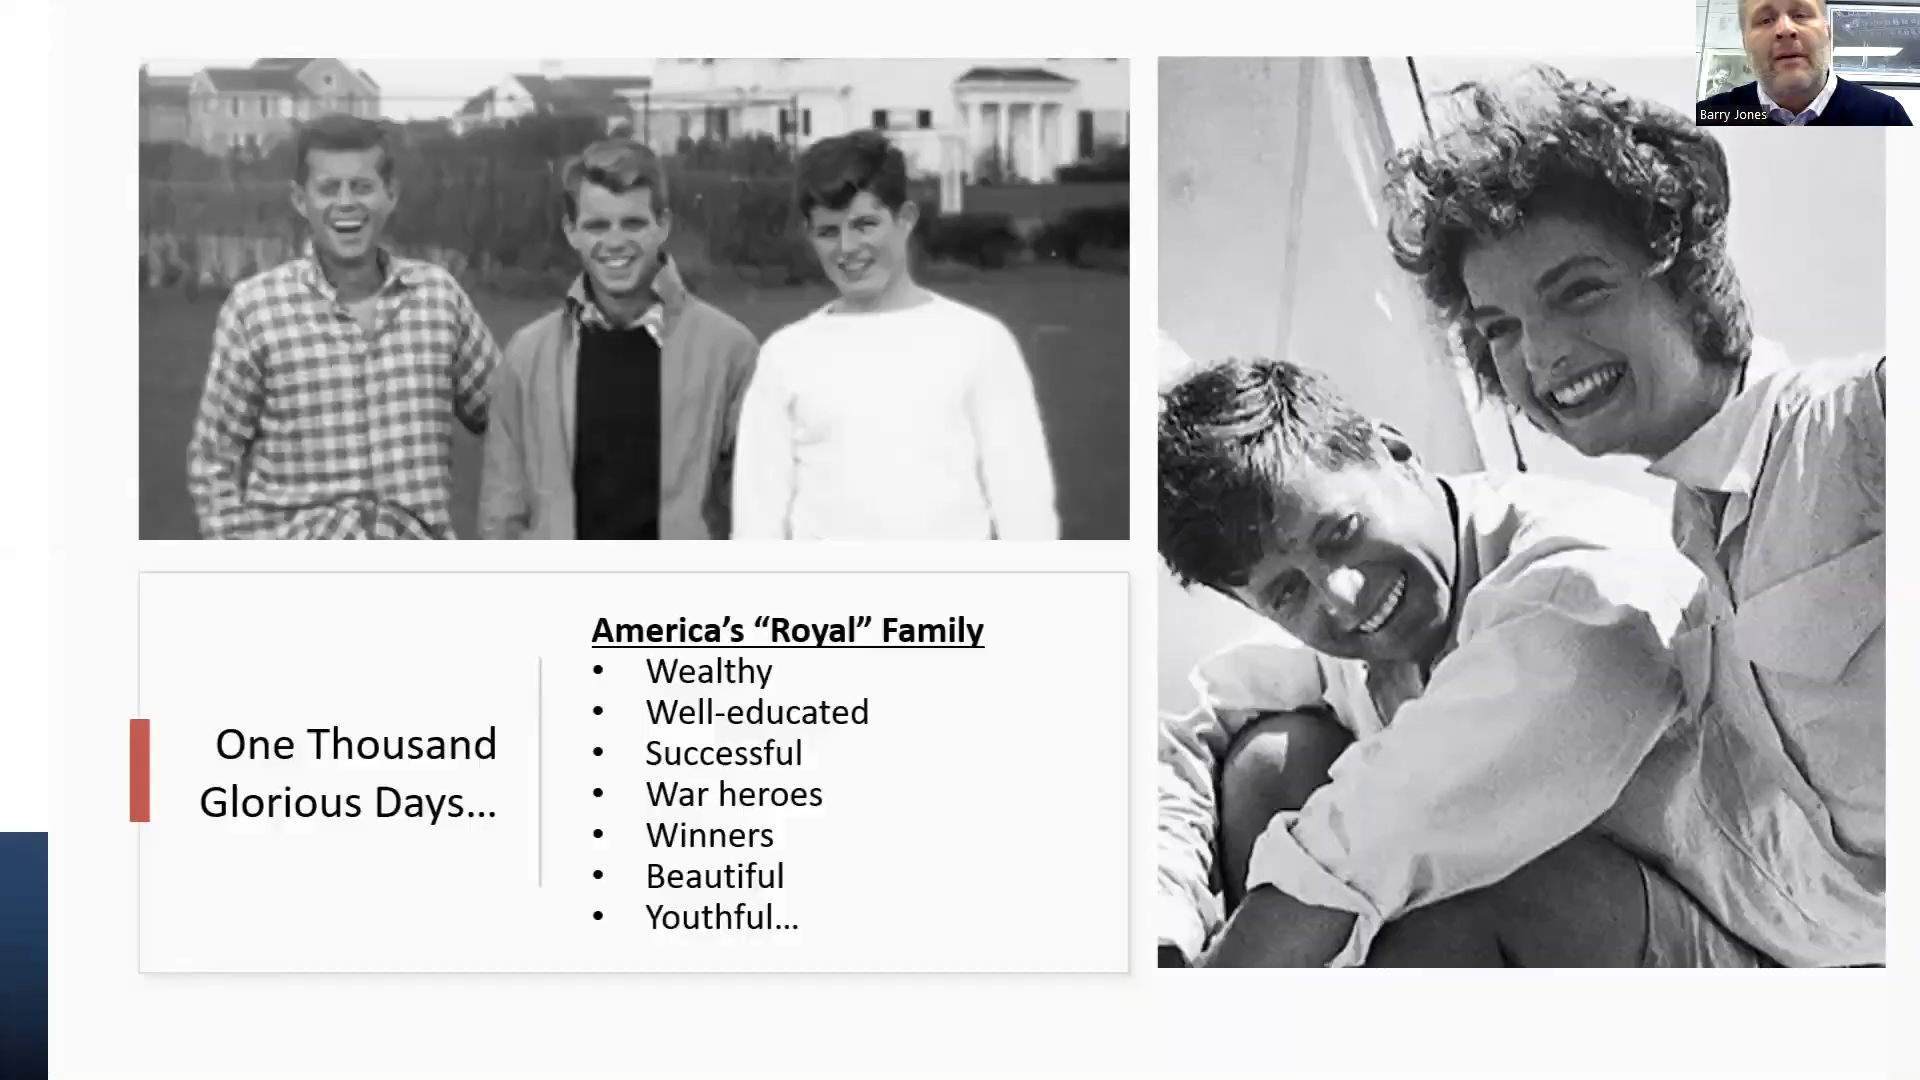 Barry Jones
One Thousand
Glorious Days...
America's “Royal” Family
• Wealthy
• Well-educated
• Successful
• War heroes
• Winners
• Beautiful
• Youthful...